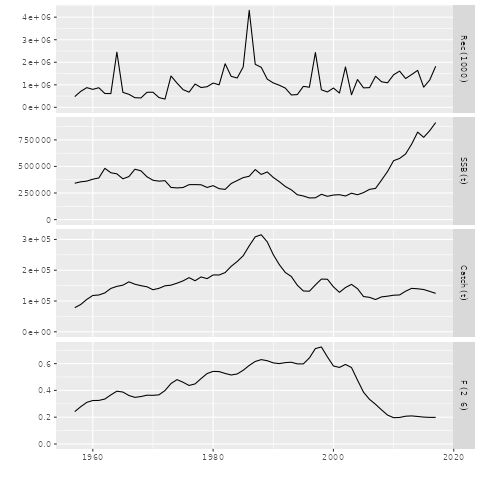 4e+06
3e+06
2e+06
1e+06
0e+00
Rec (1000)
750000
500000
250000
0
SSB (t)
3e+05
2e+05
1e+05
0e+00
Catch (t)
0.6
0.4
0.2
0.0
F (2 - 6)
1960
1980
2000
2020